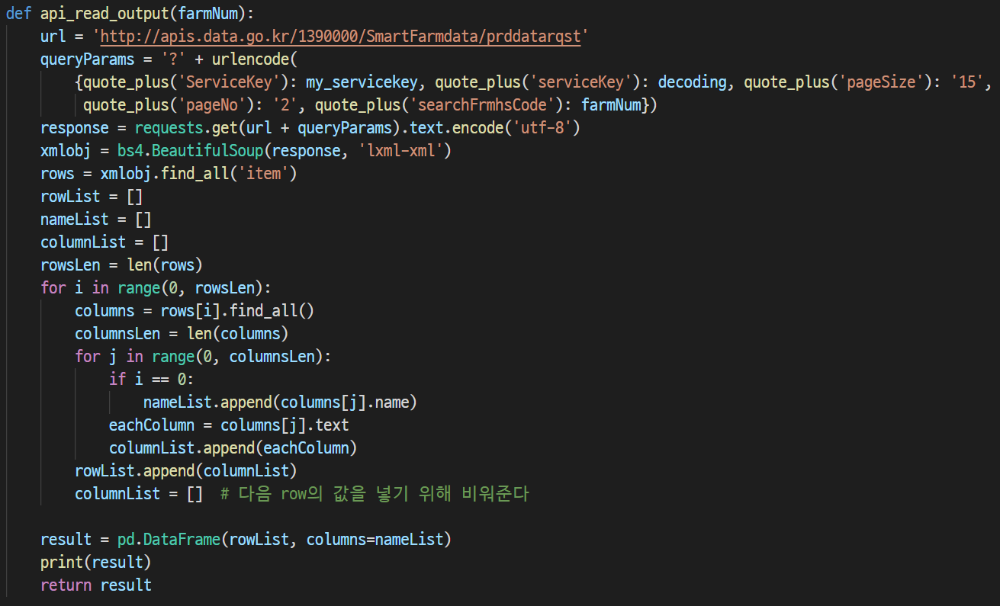 def api_read_output(farmNum):
    url = 'http://apis.data.go.kr/1390000/SmartFarmdata/prddatarqst'
    queryParams = '?' + urlencode(
        {quote_plus('ServiceKey'): my_servicekey, quote_plus('serviceKey'): decoding, quote_plus('pageSize'): '15',
         quote_plus('pageNo'): '2', quote_plus('searchFrmhsCode'): farmNum})
    response = requests.get(url + queryParams).text.encode('utf-8')
    xmlobj = bs4.BeautifulSoup(response, 'lxml-xml')
    rows = xmlobj.find_all('item')
    rowList = []
    nameList = []
    columnList = []
    rowsLen = len(rows)
    for i in range(0, rowsLen):
        columns = rows[i].find_all()
        columnsLen = len(columns)
        for j in range(0, columnsLen):
            if i == 0:
                nameList.append(columns[j].name)
            eachColumn = columns[j].text
            columnList.append(eachColumn)
        rowList.append(columnList)
        columnList = []  # 다음 row의 값을 넣기 위해 비워준다

    result = pd.DataFrame(rowList, columns=nameList)
    print(result)
    return result